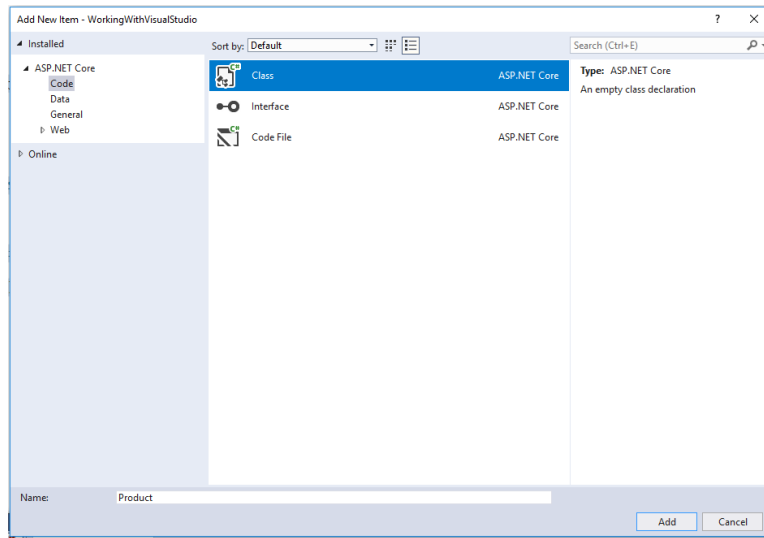 Add New Item - WorkingWithVisualStudio ?
Installed
Sort by: Default
Search (Ctrl+E)
ASP.NET Core
Code
Data
General
Web
Online
C# Class ASP.NET Core
Interface ASP.NET Core
C# Code File ASP.NET Core
Type: ASP.NET Core
An empty class declaration
Name: Product
Add Cancel